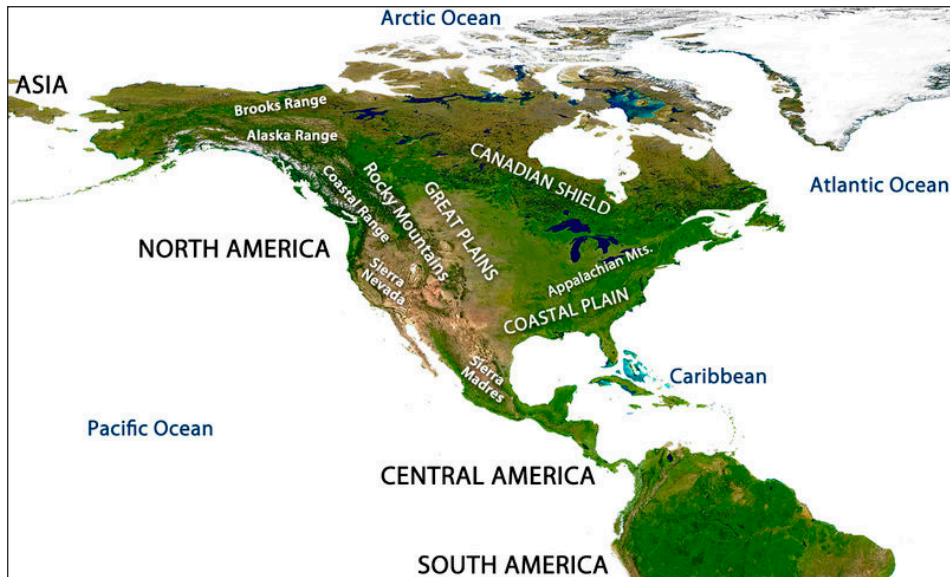 Arctic Ocean
ASIA
Brooks Range
Alaska Range
CANADIAN SHIELD
Coastal Range
Rocky Mountains
GREAT PLAINS
Atlantic Ocean
NORTH AMERICA
Appalachian Mts.
Sierra
Nevada
COASTAL PLAIN
Sierra
Madres
Caribbean
Pacific Ocean
CENTRAL AMERICA
SOUTH AMERICA